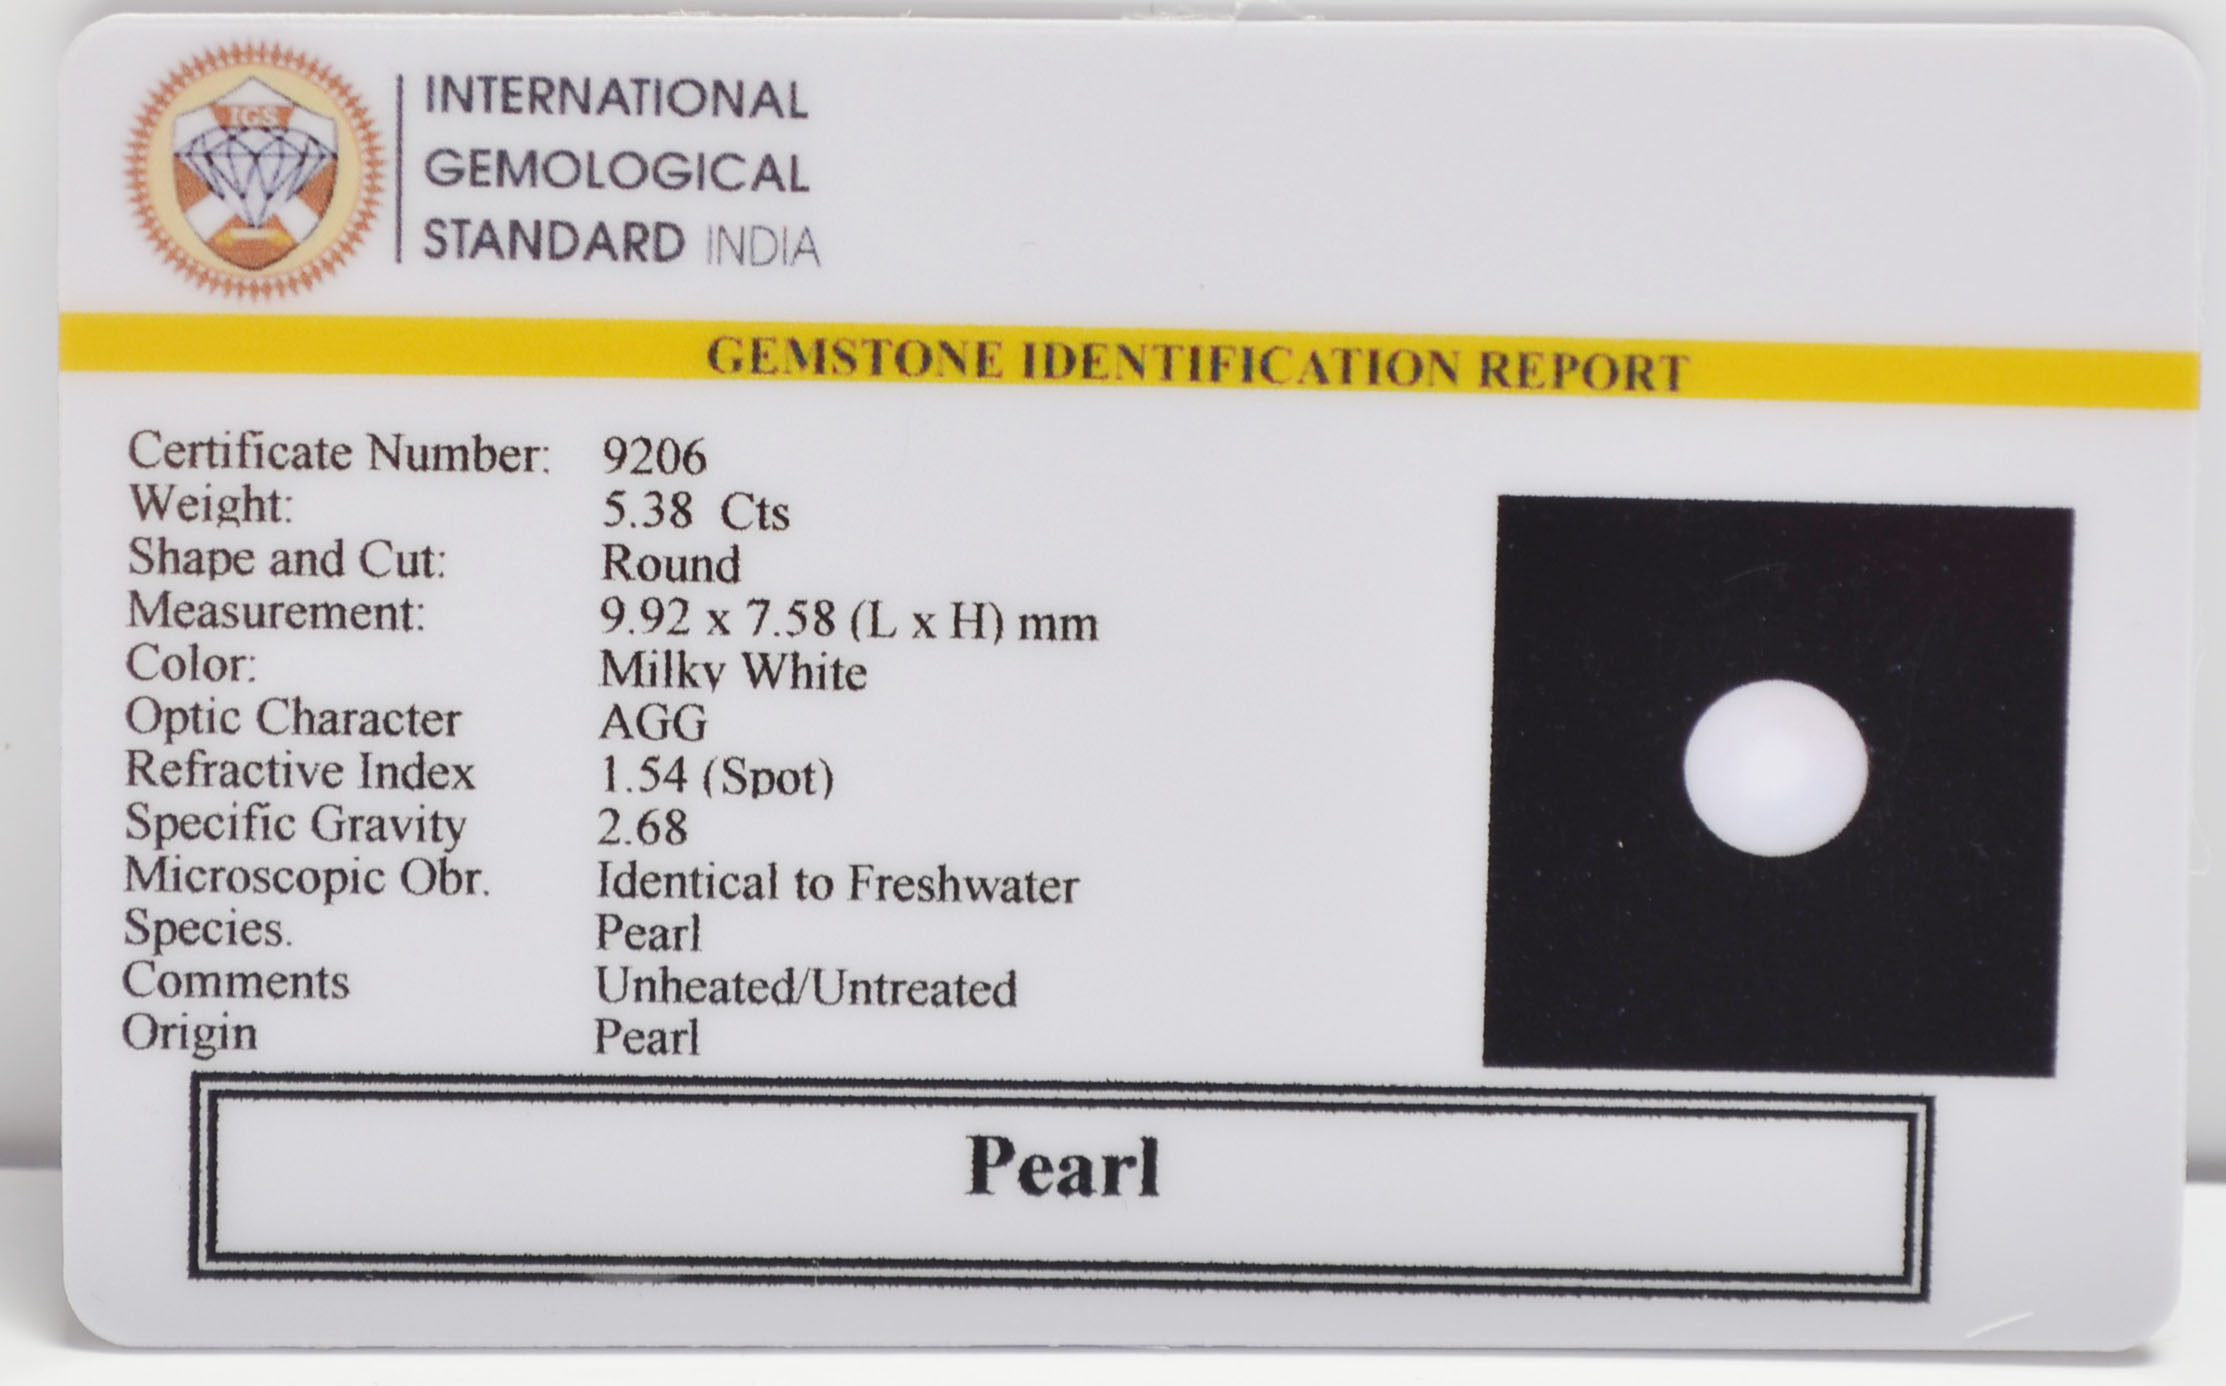 IGS
INTERNATIONAL
GEMOLOGICAL
STANDARD INDIA
GEMSTONE IDENTIFICATION REPORT
Certificate Number: 9206
Weight: 5.38 Cts
Shape and Cut: Round
Measurement: 9.92 x 7.58 (L x H) mm
Color: Milky White
Optic Character AGG
Refractive Index 1.54 (Spot)
Specific Gravity 2.68
Microscopic Obr. Identical to Freshwater
Species. Pearl
Comments Unheated/Untreated
Origin Pearl
Pearl